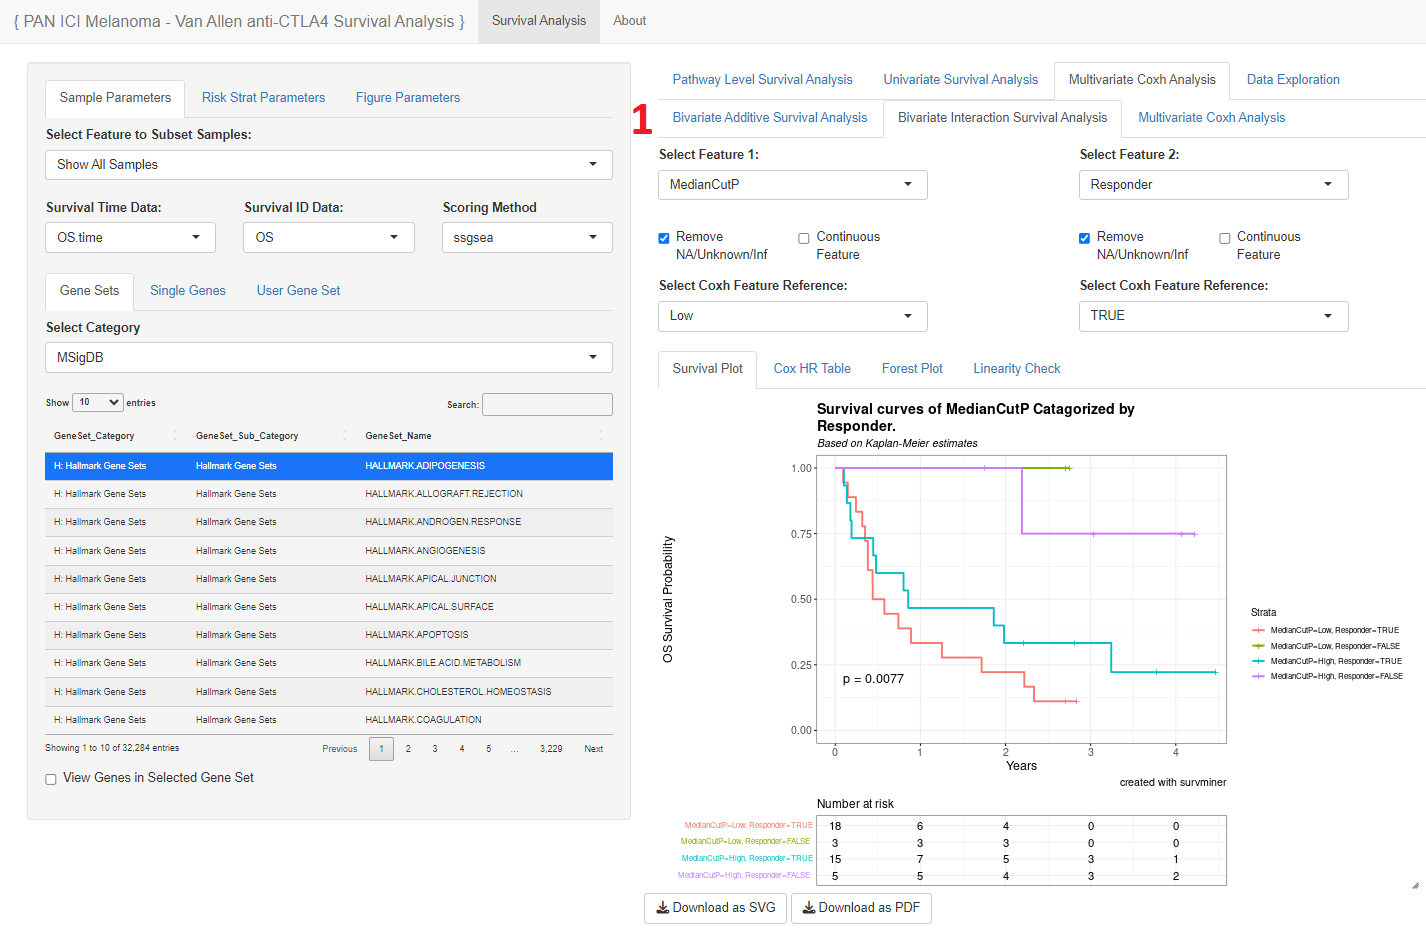 { PAN ICI Melanoma - Van Allen anti-CTLA4 Survival Analysis }
Survival Analysis
About
Sample Parameters
Risk Strat Parameters
Figure Parameters
Select Feature to Subset Samples:
Show All Samples
Survival Time Data:
Survival ID Data:
Scoring Method
OS.time
OS
ssgsea
Gene Sets
Single Genes
User Gene Set
Select Category
MSigDB
Show 10 entries
Search:
GeneSet_Category GeneSet_Sub_Category GeneSet_Name
H: Hallmark Gene Sets Hallmark Gene Sets HALLMARK.ADIPOGENESIS
H: Hallmark Gene Sets Hallmark Gene Sets HALLMARK.ALLOGRAFT.REJECTION
H: Hallmark Gene Sets Hallmark Gene Sets HALLMARK.ANDROGEN.RESPONSE
H: Hallmark Gene Sets Hallmark Gene Sets HALLMARK.ANGIOGENESIS
H: Hallmark Gene Sets Hallmark Gene Sets HALLMARK.APICAL.JUNCTION
H: Hallmark Gene Sets Hallmark Gene Sets HALLMARK.APICAL.SURFACE
H: Hallmark Gene Sets Hallmark Gene Sets HALLMARK.APOPTOSIS
H: Hallmark Gene Sets Hallmark Gene Sets HALLMARK.BILE.ACID.METABOLISM
H: Hallmark Gene Sets Hallmark Gene Sets HALLMARK.CHOLESTEROL.HOMEOSTASIS
H: Hallmark Gene Sets Hallmark Gene Sets HALLMARK.COAGULATION
Showing 1 to 10 of 32,284 entries
Previous 1 2 3 4 5 ... 3,229 Next
View Genes in Selected Gene Set
Pathway Level Survival Analysis
Univariate Survival Analysis
Multivariate Coxh Analysis
Data Exploration
1
Bivariate Additive Survival Analysis
Bivariate Interaction Survival Analysis
Multivariate Coxh Analysis
Select Feature 1:
Select Feature 2:
MedianCutP
Responder
Remove
NA/Unknown/Inf
Continuous
Feature
Remove
NA/Unknown/Inf
Continuous
Feature
Select Coxh Feature Reference:
Select Coxh Feature Reference:
Low
TRUE
Survival Plot
Cox HR Table
Forest Plot
Linearity Check
Survival curves of MedianCutP Catagorized by
Responder.
Based on Kaplan-Meier estimates
OS Survival Probability
1.00
0.75
0.50
0.25
0.00
p = 0.0077
0 1 2 3 4
Years
created with survminer
Strata
MedianCutP=Low, Responder=TRUE
MedianCutP=Low, Responder=FALSE
MedianCutP=High, Responder=TRUE
MedianCutP=High, Responder=FALSE
Number at risk
MedianCutP=Low, Responder=TRUE 18 6 4 0 0
MedianCutP=Low, Responder=FALSE 3 3 3 0 0
MedianCutP=High, Responder=TRUE 15 7 5 3 1
MedianCutP=High, Responder=FALSE 5 5 4 3 2
Download as SVG
Download as PDF